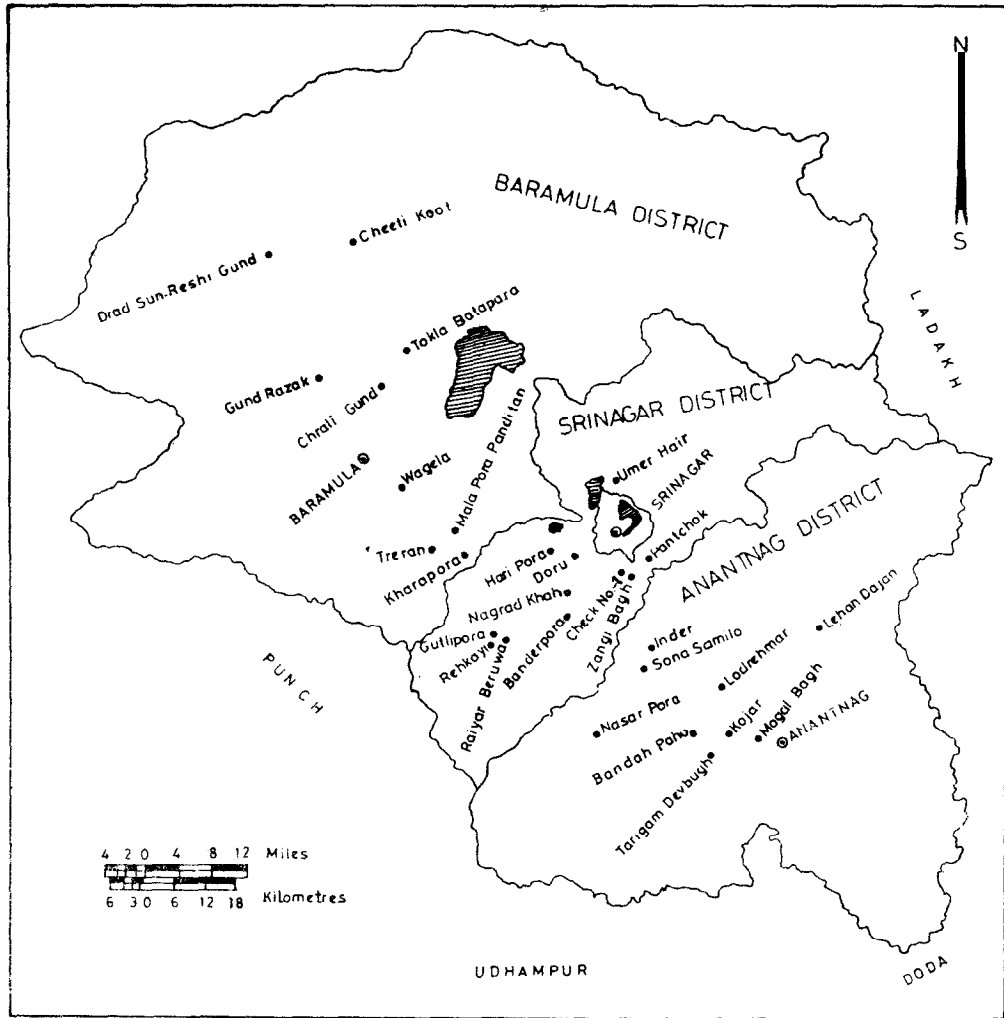 N
S
BARAMULA DISTRICT
Cheeti Koot
Drad Sun-Reshi Gund
LADAKH
Tokla Batapara
Gund Razak
Chrali Gund
SRINAGAR DISTRICT
Mala Pora Panditan
BARAMULA
Wagela
Umer Hair
SRINAGAR
ANANTNAG DISTRICT
Treran
Kharapora
Hari Pora
Doru
Pantchok
Nagrad Khah
Check No-7
Zangi Bagh
Gutlipora
Rehkayi
Raiyar Beruwa
Banderpora
Inder
Sona Samilo
Lehan Dajan
Ladrehmar
PUNCH
Nasar Pora
Bandah Pahu
Kojar
Magal Bagh
ANANTNAG
Tarigam Devbugh
4 2 0 4 8 12 Miles
6 3 0 6 12 18 Kilometres
UDHAMPUR
DODA